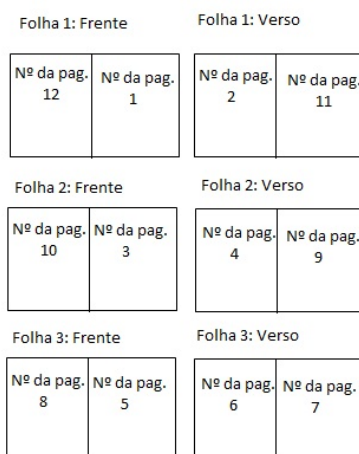 Folha 1: Frente
Folha 1: Verso
Nº da pag. 12
Nº da pag. 1
Nº da pag. 2
Nº da pag. 11
Folha 2: Frente
Folha 2: Verso
Nº da pag. 10
Nº da pag. 3
Nº da pag. 4
Nº da pag. 9
Folha 3: Frente
Folha 3: Verso
Nº da pag. 8
Nº da pag. 5
Nº da pag. 6
Nº da pag. 7